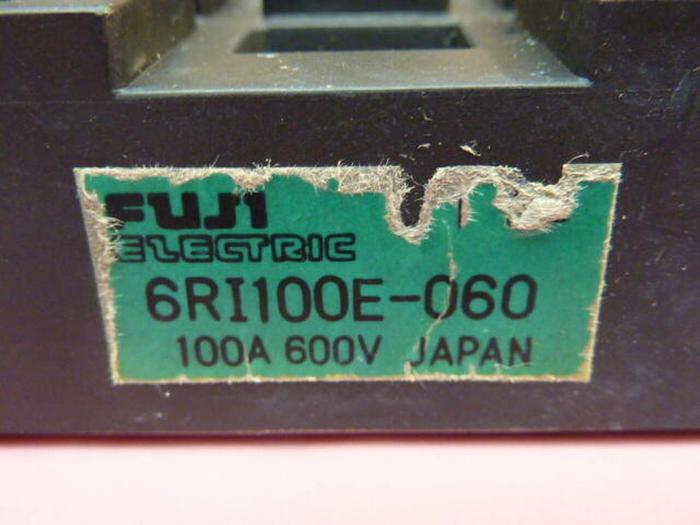 FUJI
ELECTRIC
6RI100E-060
100A 600V JAPAN